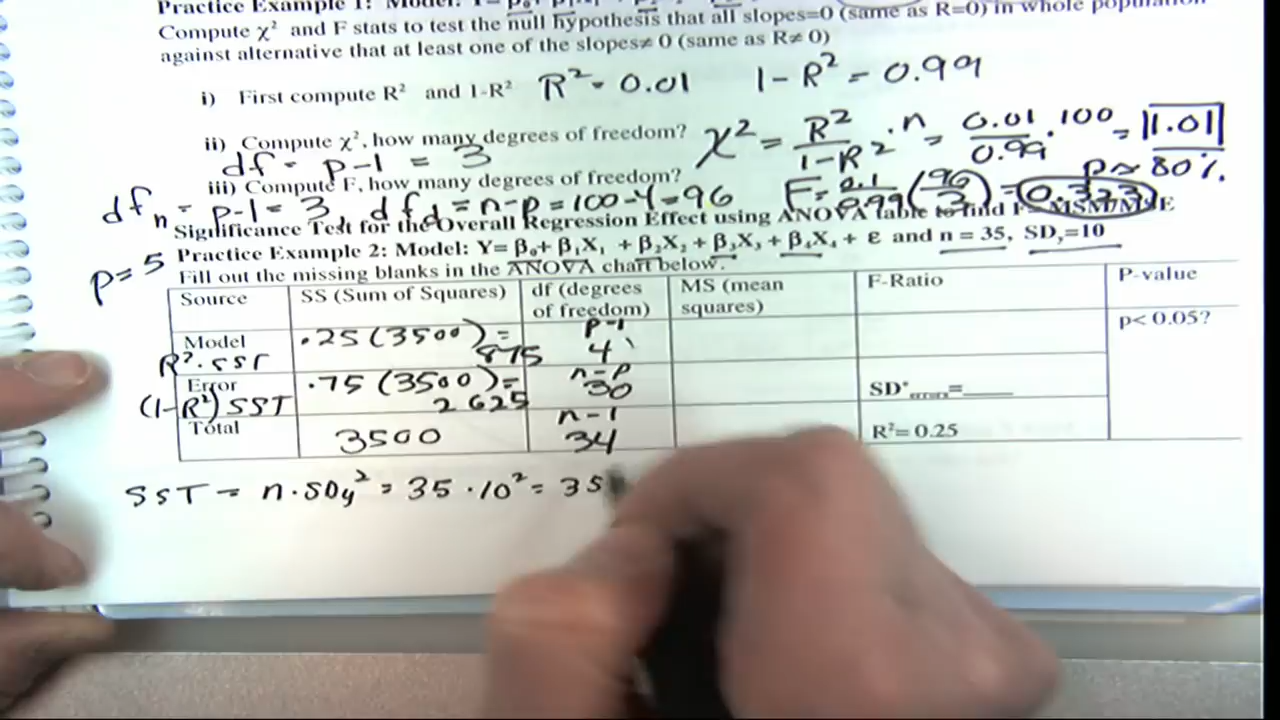 Practice Example 1: Model: Y= β₀+
Compute χ² and F stats to test the null hypothesis that all slopes=0 (same as R=0) in whole population
against alternative that at least one of the slopes≠ 0 (same as R≠ 0)
i) First compute R² and 1-R² R² = 0.01 1-R² = 0.99
ii) Compute χ², how many degrees of freedom? χ² = R²/1-R² · n = 0.01/0.99 · 100 = 1.01
df = p-1 = 3 p ≈ 80%.
iii) Compute F, how many degrees of freedom? F = 0.1/0.99 (96/3) = 0.323
df n = p-1 = 3 df d = n-p = 100-4 = 96
Significance Test for the Overall Regression Effect using ANOVA table to find F= MSM/MSE
Practice Example 2: Model: Y= β₀+ β₁X₁ + β₂X₂ + β₃X₃ + β₄X₄ + ε and n = 35, SDᵧ=10
p=5 Fill out the missing blanks in the ANOVA chart below.
Source SS (Sum of Squares) df (degrees of freedom) MS (mean squares) F-Ratio P-value
Model .25 (3500) = 875 p-1 4 p< 0.05?
R² · SST
Error .75 (3500) = 2625 n-p 30 =____
(1-R²) SST
Total 3500 n-1 34 R²= 0.25
SST = n · SDy² = 35 · 10² = 35